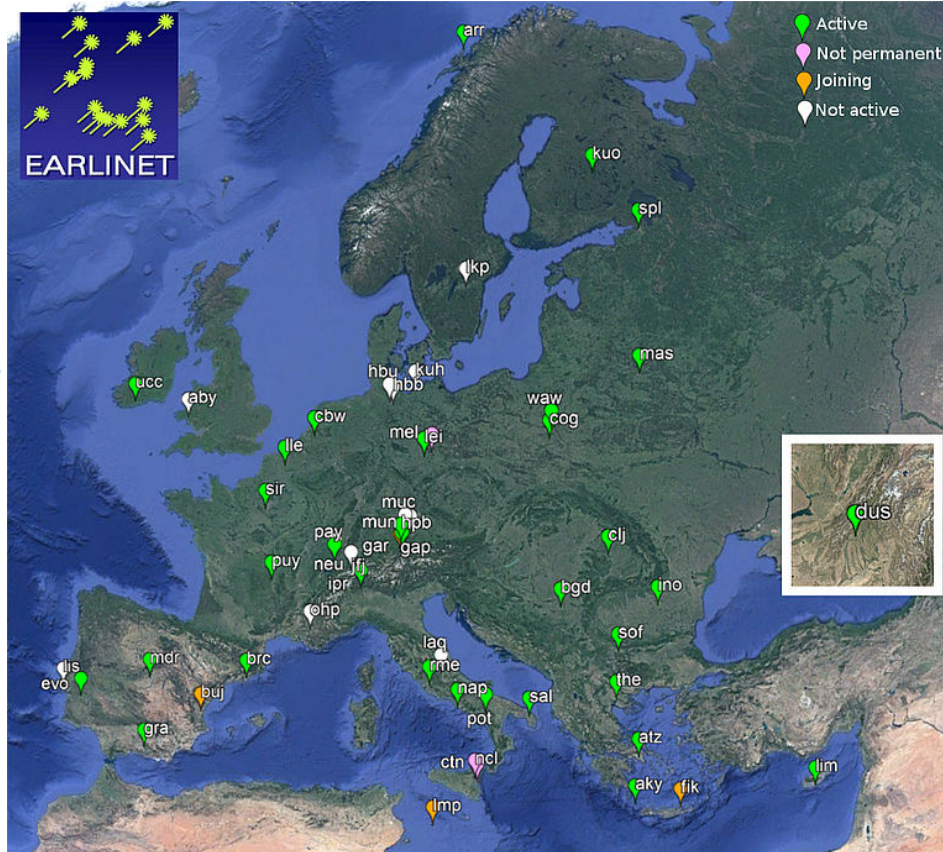 arr
Active
Not permanent
Joining
Not active
EARLINET
kuo
spl
lkp
mas
ucc
aby
hbu
kuh
hbb
cbw
waw
cog
mel
lei
lle
sir
dus
muc
mun
hpb
pay
gar
gap
neu
jfj
puy
ipr
clj
bgd
ino
ohp
sof
laq
lis
mdr
brc
rme
evo
buj
nap
sal
the
pot
gra
atz
ctn
ncl
lim
aky
fik
lmp